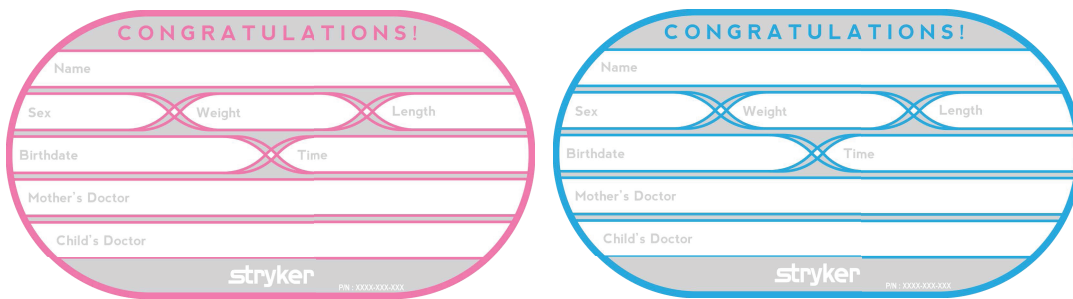 CONGRATULATIONS!
Name
Sex Weight Length
Birthdate Time
Mother's Doctor
Child's Doctor
stryker
P/N : XXXX-XXX-XXX
CONGRATULATIONS!
Name
Sex Weight Length
Birthdate Time
Mother's Doctor
Child's Doctor
stryker
P/N : XXXX-XXX-XXX